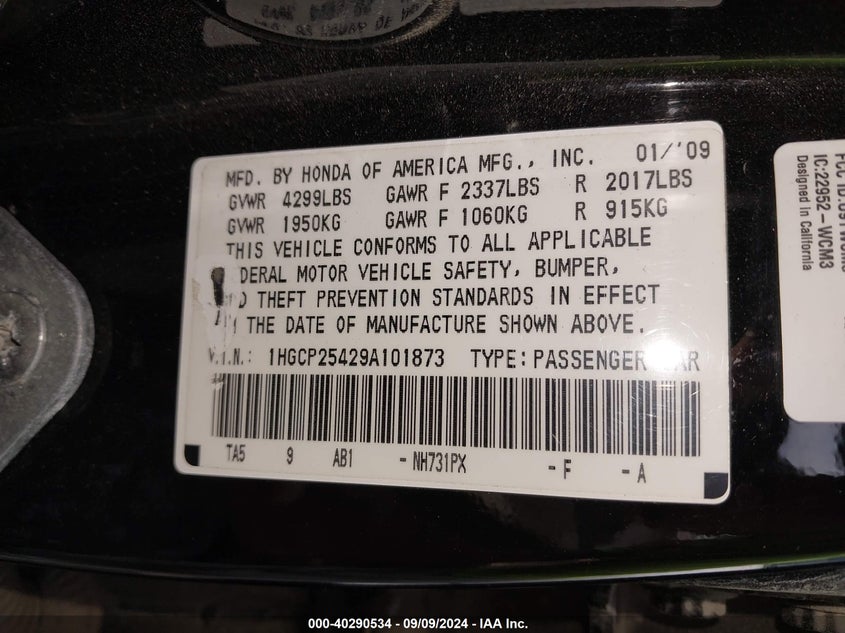 MFD. BY HONDA OF AMERICA MFG., INC. 01/'09
GVWR 4299LBS GAWR F 2337LBS R 2017LBS
GVWR 1950KG GAWR F 1060KG R 915KG
THIS VEHICLE CONFORMS TO ALL APPLICABLE
DERAL MOTOR VEHICLE SAFETY, BUMPER,
D THEFT PREVENTION STANDARDS IN EFFECT
THE DATE OF MANUFACTURE SHOWN ABOVE.
V.I.N.: 1HGCP25429A101873 TYPE: PASSENGER CAR
TA5 9 AB1 -NH731PX -F -A
IC:22952-WCM3
Designed in California
000-40290534 - 09/09/2024 - IAA Inc.